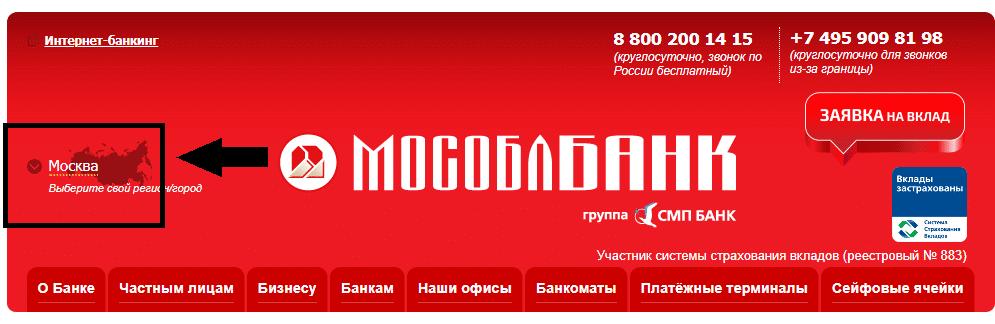 Интернет-банкинг
8 800 200 14 15
(круглосуточно, звонок по
России бесплатный)
+7 495 909 81 98
(круглосуточно для звонков
из-за границы)
ЗАЯВКА НА ВКЛАД
Москва
Выберите свой регион/город
МОСОБЛБАНК
группа СМП БАНК
Вклады
застрахованы
Система
Страхования
Вкладов
Участник системы страхования вкладов (реестровый № 883)
О Банке
Частным лицам
Бизнесу
Банкам
Наши офисы
Банкоматы
Платёжные терминалы
Сейфовые ячейки